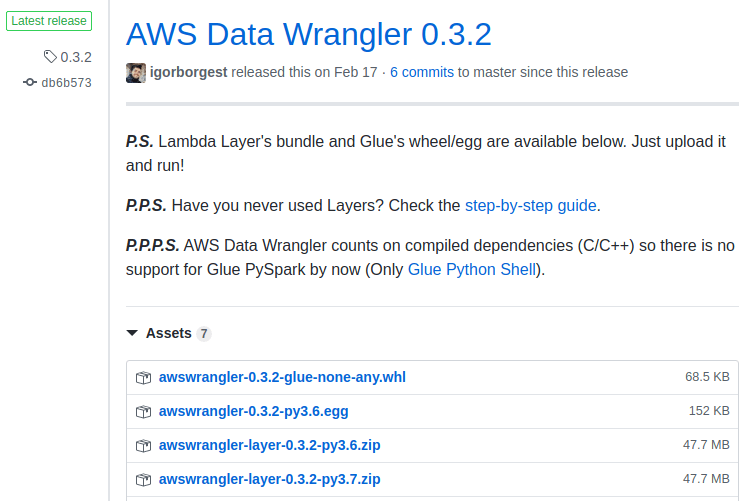 Latest release
0.3.2
db6b573
AWS Data Wrangler 0.3.2
igorborgest released this on Feb 17 · 6 commits to master since this release
P.S. Lambda Layer's bundle and Glue's wheel/egg are available below. Just upload it
and run!
P.P.S. Have you never used Layers? Check the step-by-step guide.
P.P.P.S. AWS Data Wrangler counts on compiled dependencies (C/C++) so there is no
support for Glue PySpark by now (Only Glue Python Shell).
Assets 7
awswrangler-0.3.2-glue-none-any.whl 68.5 KB
awswrangler-0.3.2-py3.6.egg 152 KB
awswrangler-layer-0.3.2-py3.6.zip 47.7 MB
awswrangler-layer-0.3.2-py3.7.zip 47.7 MB